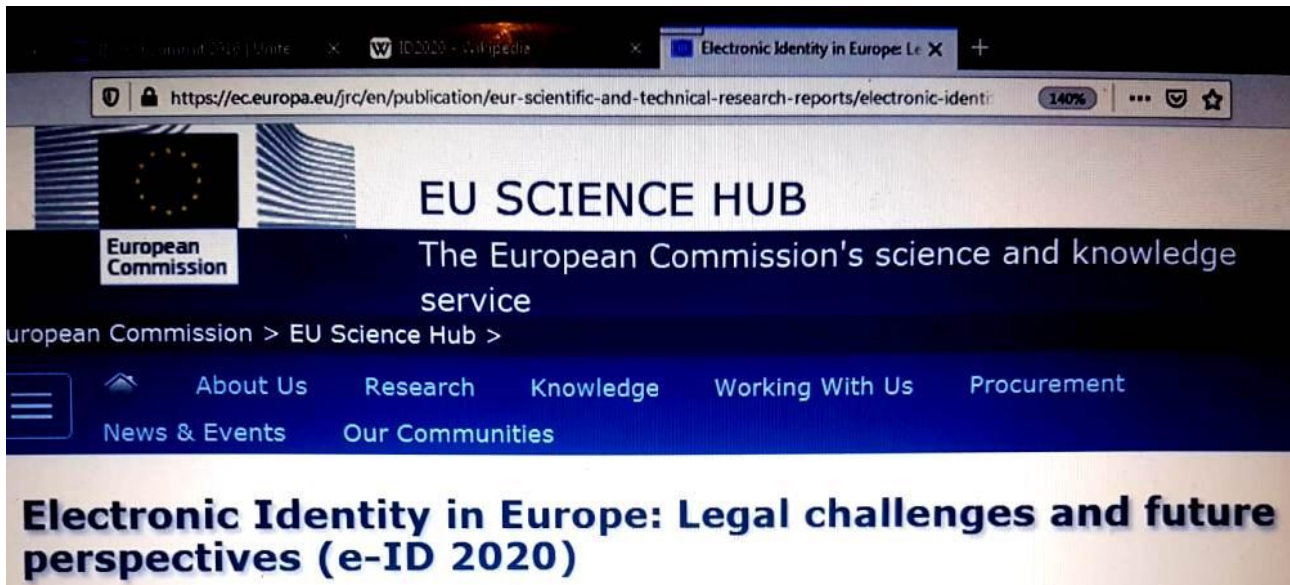 ID2020 - Wikipedia
Electronic Identity in Europe: Le
https://ec.europa.eu/jrc/en/publication/eur-scientific-and-technical-research-reports/electronic-identi
140%
EU SCIENCE HUB
European
Commission
The European Commission's science and knowledge
service
uropean Commission > EU Science Hub >
About Us Research Knowledge Working With Us Procurement
News & Events Our Communities
Electronic Identity in Europe: Legal challenges and future
perspectives (e-ID 2020)